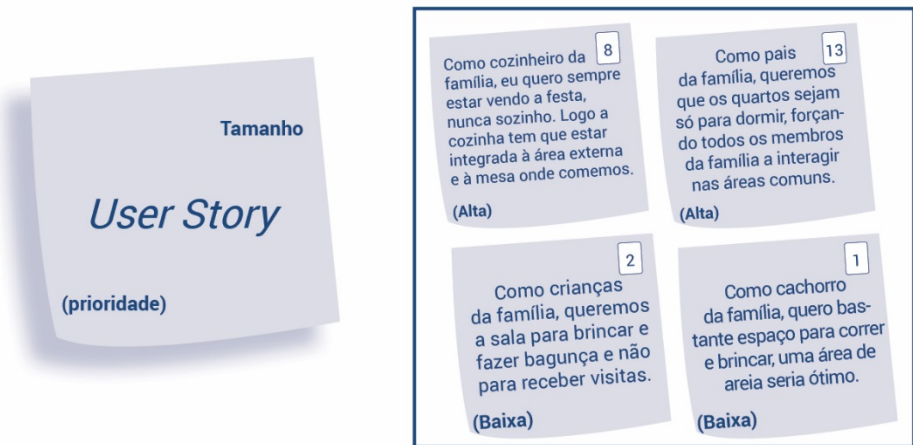 Tamanho
User Story
(prioridade)
Como cozinheiro da
8
família, eu quero sempre
estar vendo a festa,
nunca sozinho. Logo a
cozinha tem que estar
integrada à área externa
e à mesa onde comemos.
(Alta)
Como pais
13
da família, queremos
que os quartos sejam
só para dormir, forçan-
do todos os membros
da família a interagir
nas áreas comuns.
(Alta)
2
Como crianças
da família, queremos
a sala para brincar e
fazer bagunça e não
para receber visitas.
(Baixa)
1
Como cachorro
da família, quero bas-
tante espaço para correr
e brincar, uma área de
areia seria ótimo.
(Baixa)